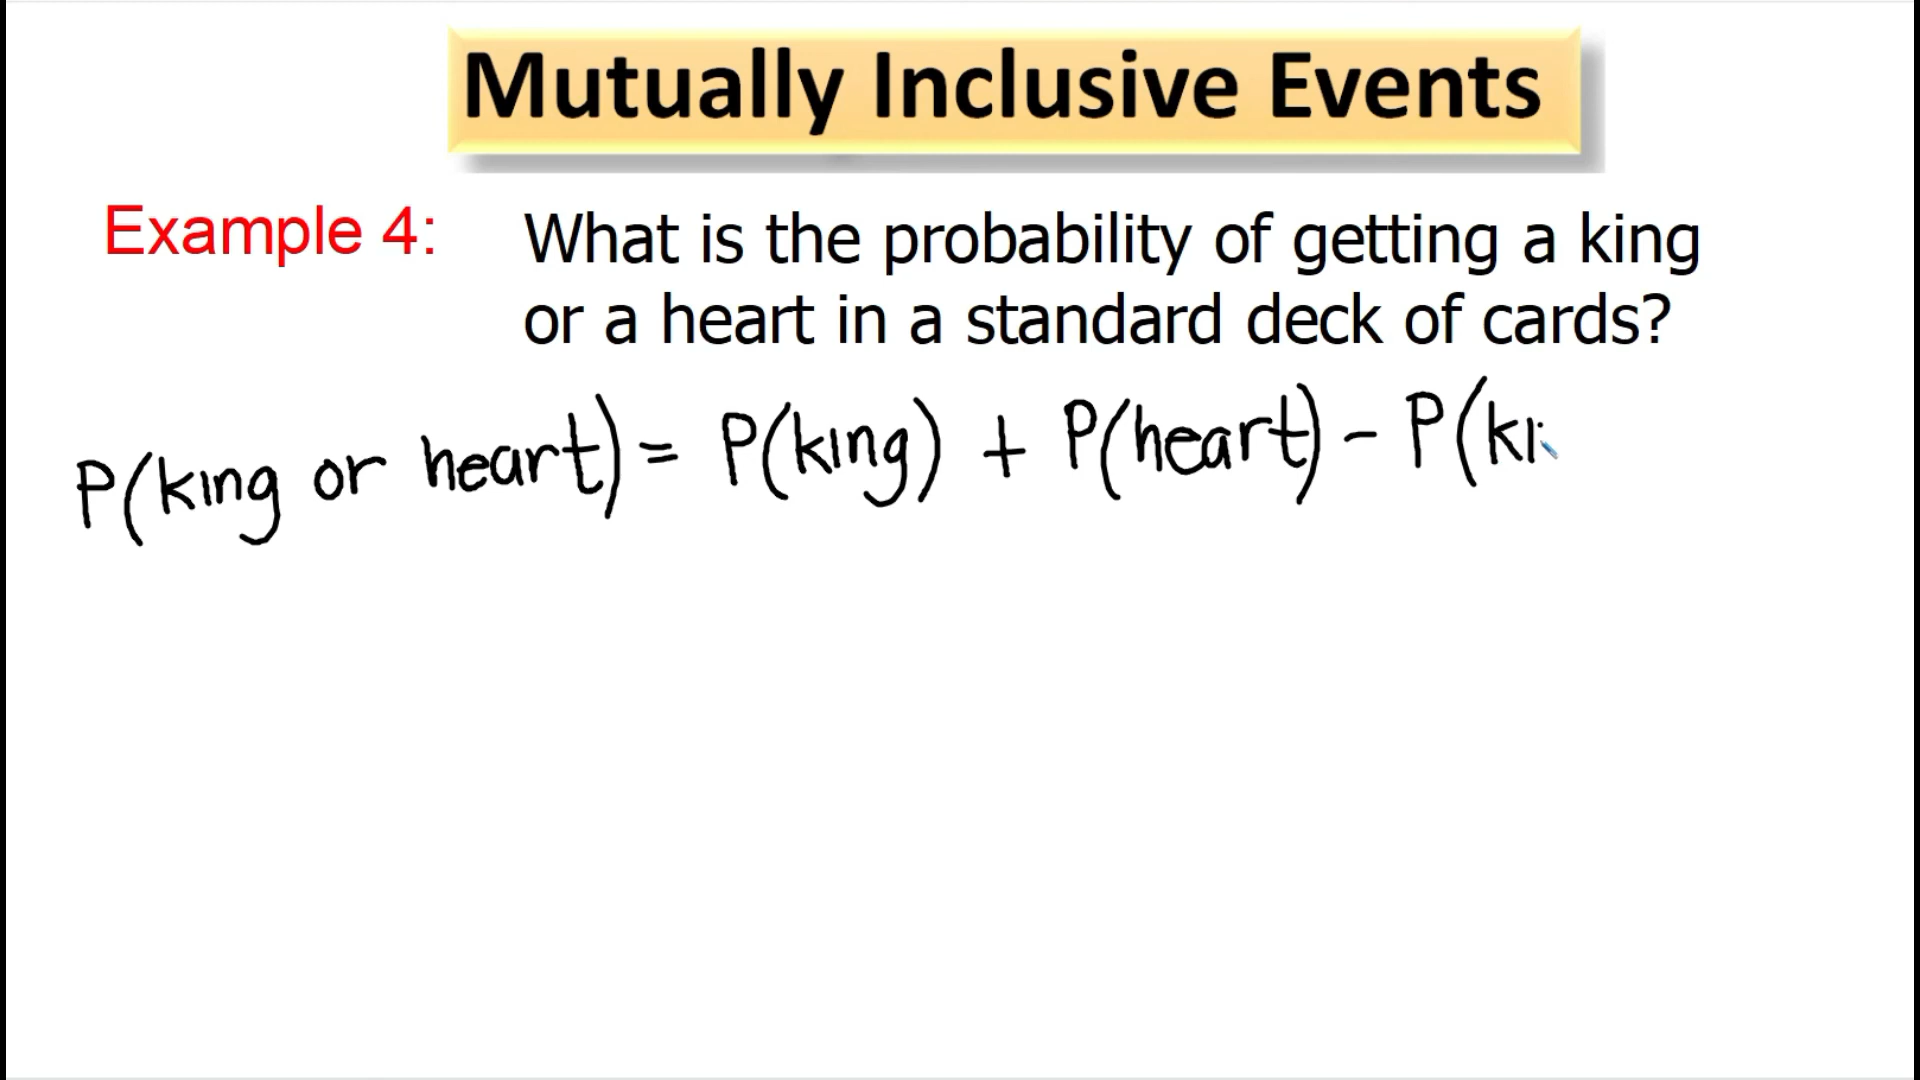 Mutually Inclusive Events
Example 4: What is the probability of getting a king
or a heart in a standard deck of cards?
P(king or heart) = P(king) + P(heart) - P(ki